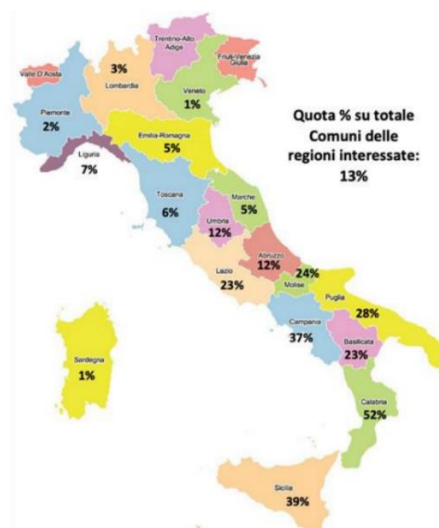 Trentino-Alto
Adige
Friuli-Venezia
Giulia
Valle D'Aosta
3%
Lombardia
Veneto
1%
Piemonte
2%
Quota % su totale
Comuni delle
regioni interessate:
13%
Emilia-Romagna
5%
Liguria
7%
Toscana
6%
Marche
5%
Umbria
12%
Abruzzo
12%
Lazio
23%
24%
Molise
Puglia
28%
Campania
37%
Basilicata
23%
Sardegna
1%
Calabria
52%
Sicilia
39%